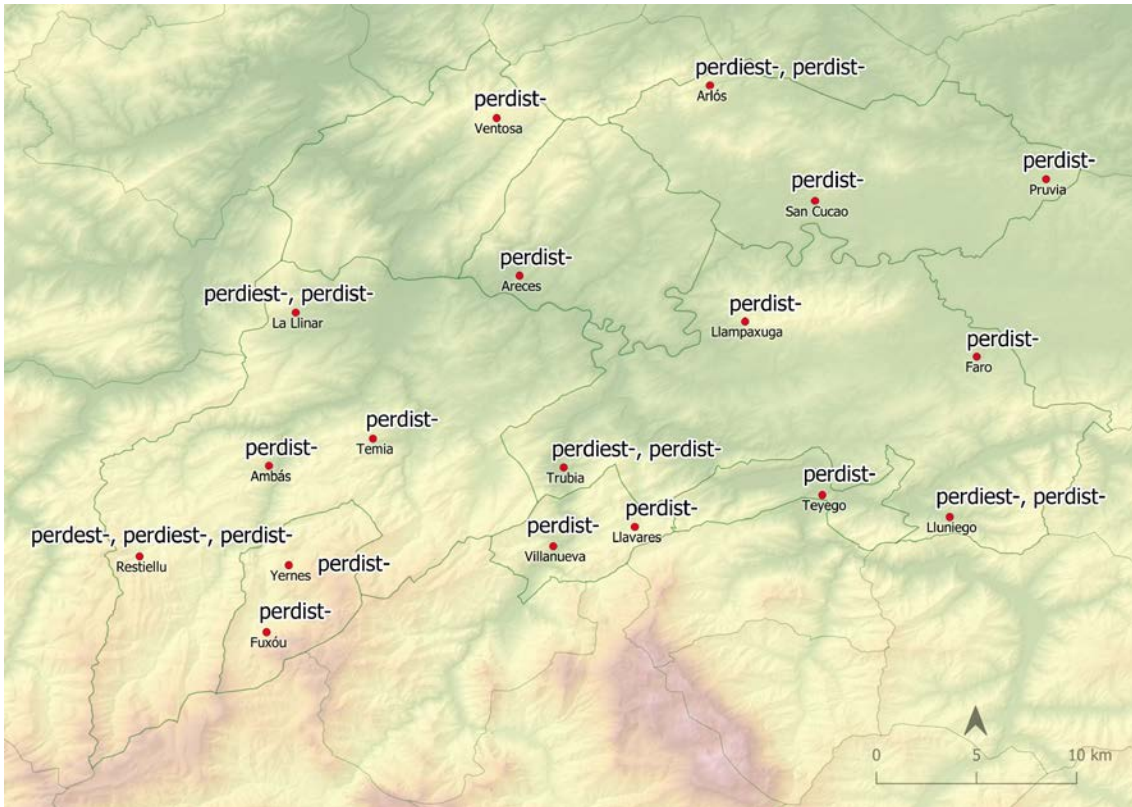 perdiest-, perdist-
Arlós
perdist-
Ventosa
perdist-
Pruvia
perdist-
San Cucao
perdist-
Areces
perdiest-, perdist-
La Llinar
perdist-
Llampaxuga
perdist-
Faro
perdist-
Temia
perdist-
Ambás
perdiest-, perdist-
Trubia
perdist-
Teyego
perdiest-, perdist-
Lluniego
perdist-
Llavares
perdist-
Villanueva
perdest-, perdiest-, perdist-
Restiellu
perdist-
Yernes
perdist-
Fuxóu
0 5 10 km